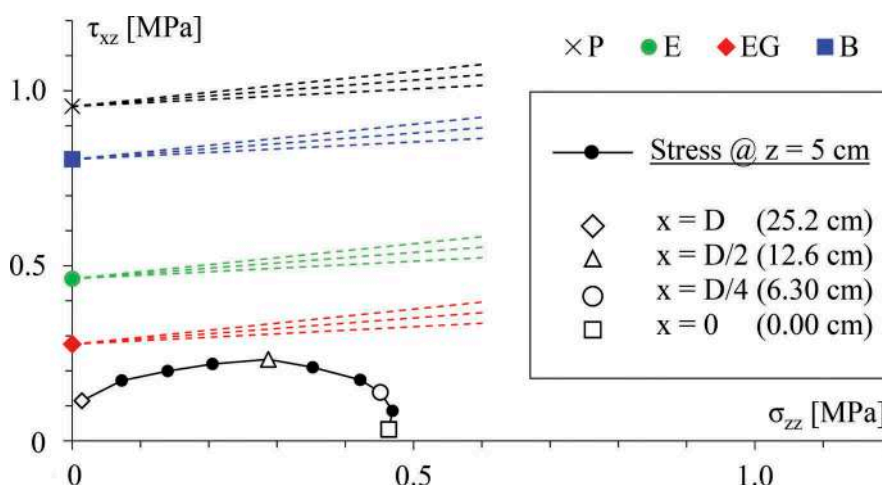 τxz [MPa]
P E EG B
1.0
0.5
0
Stress @ z = 5 cm
x = D (25.2 cm)
x = D/2 (12.6 cm)
x = D/4 (6.30 cm)
x = 0 (0.00 cm)
σzz [MPa]
0 0.5 1.0